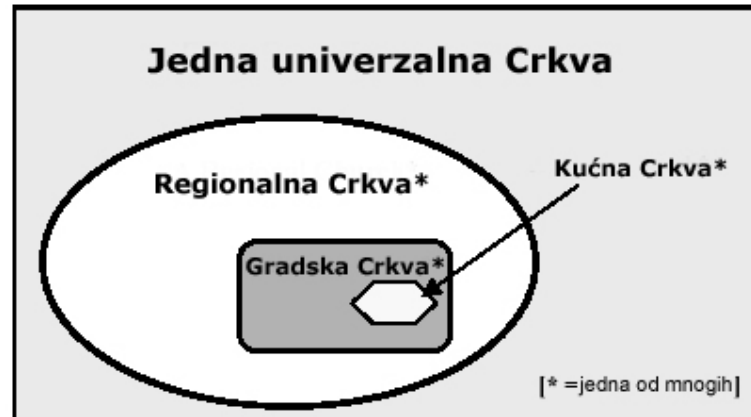 Jedna univerzalna Crkva
Kućna Crkva*
Regionalna Crkva*
Gradska Crkva*
[* =jedna od mnogih]